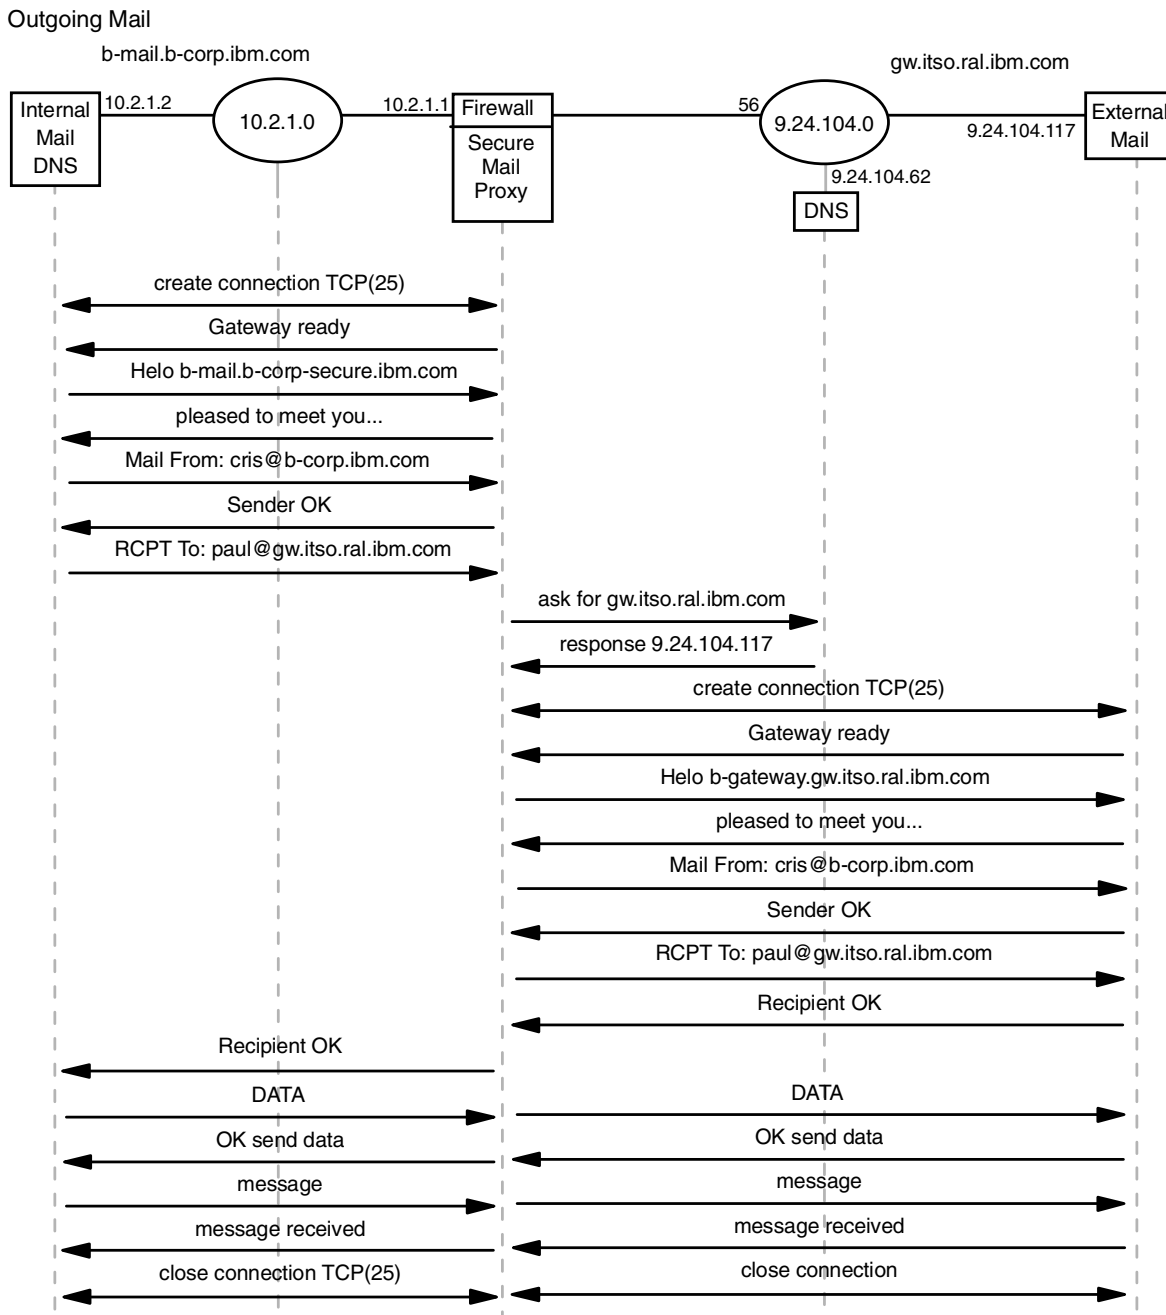 Outgoing Mail
b-mail.b-corp.ibm.com
gw.itso.ral.ibm.com
Internal
Mail
DNS
10.2.1.2
10.2.1.0
10.2.1.1
Firewall
Secure
Mail
Proxy
56
9.24.104.0
9.24.104.117
External
Mail
9.24.104.62
DNS
create connection TCP(25)
Gateway ready
Helo b-mail.b-corp-secure.ibm.com
pleased to meet you...
Mail From: cris@b-corp.ibm.com
Sender OK
RCPT To: paul@gw.itso.ral.ibm.com
ask for gw.itso.ral.ibm.com
response 9.24.104.117
create connection TCP(25)
Gateway ready
Helo b-gateway.gw.itso.ral.ibm.com
pleased to meet you...
Mail From: cris@b-corp.ibm.com
Sender OK
RCPT To: paul@gw.itso.ral.ibm.com
Recipient OK
Recipient OK
DATA
DATA
OK send data
OK send data
message
message
message received
message received
close connection TCP(25)
close connection